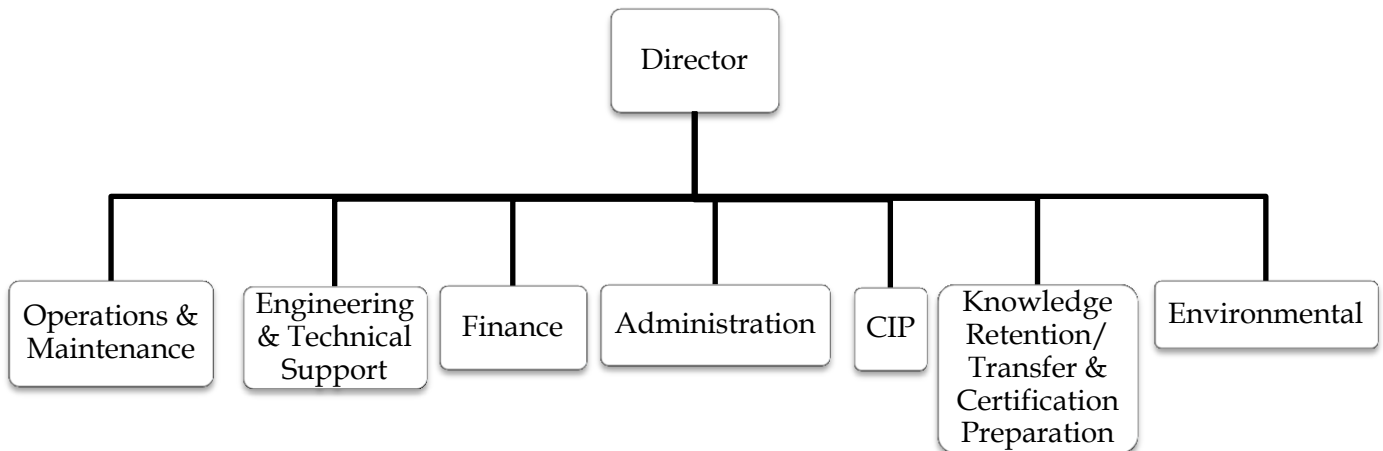 Director
Operations &
Maintenance
Engineering
& Technical
Support
Finance
Administration
CIP
Knowledge
Retention/
Transfer &
Certification
Preparation
Environmental